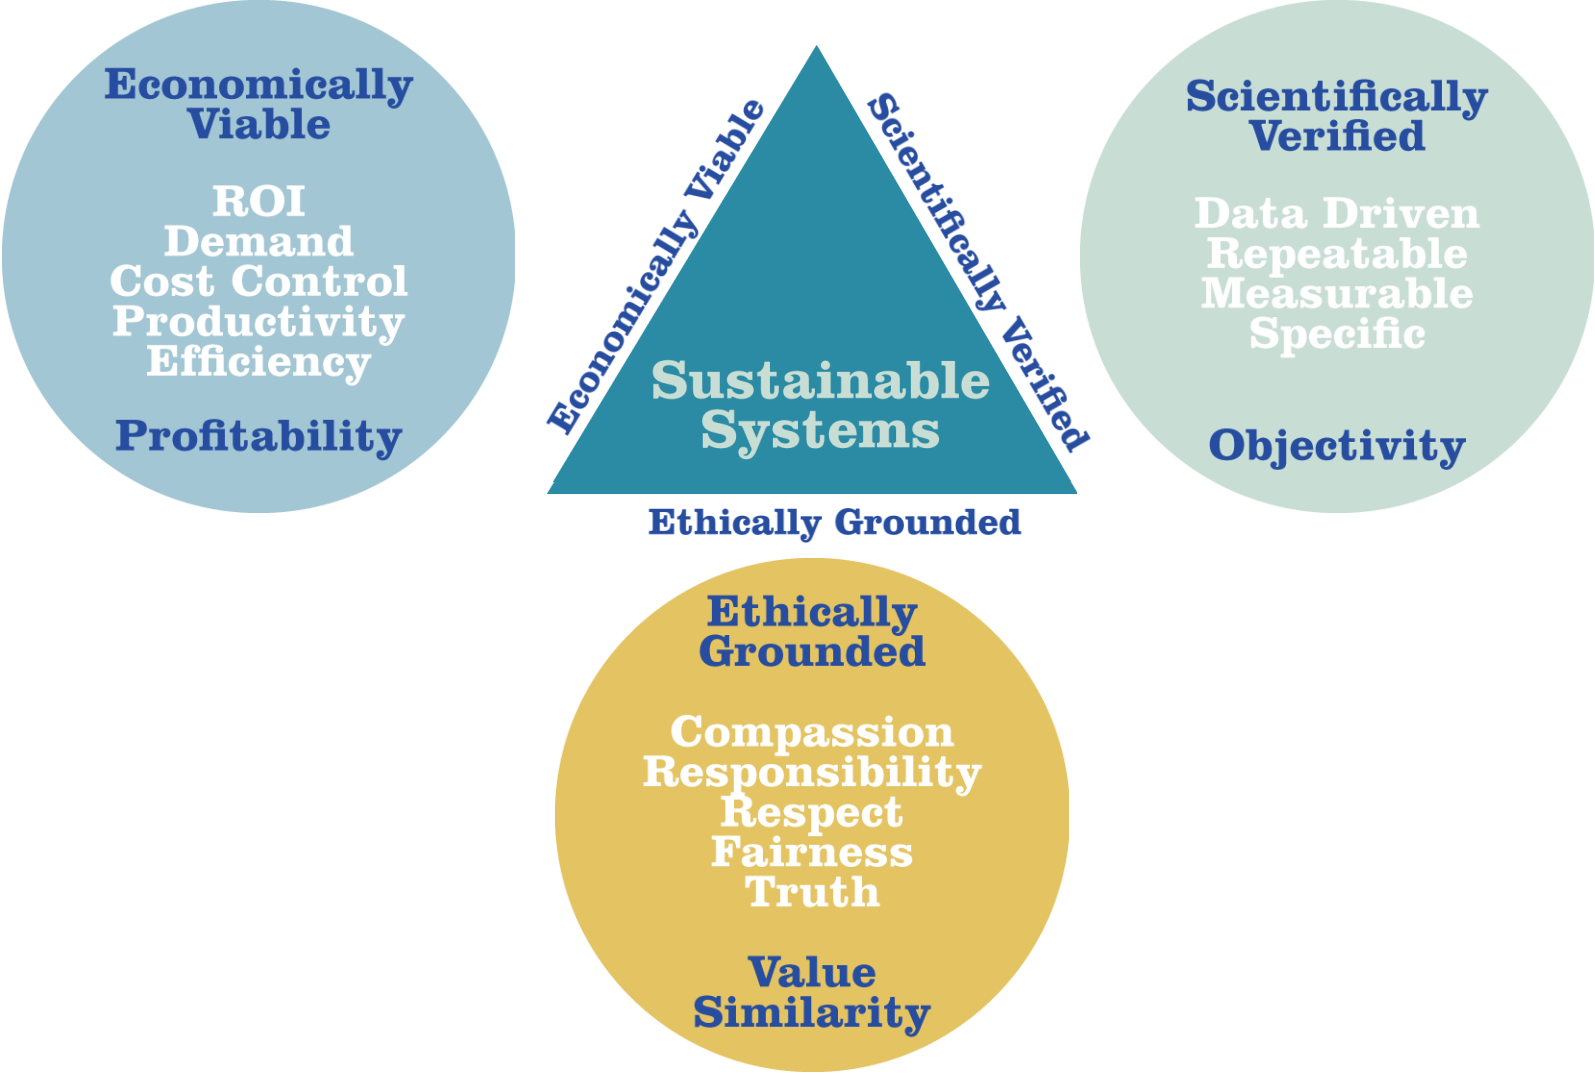 Economically
Viable
ROI
Demand
Cost Control
Productivity
Efficiency
Profitability
Economically Viable
Scientifically Verified
Sustainable
Systems
Ethically Grounded
Scientifically
Verified
Data Driven
Repeatable
Measurable
Specific
Objectivity
Ethically
Grounded
Compassion
Responsibility
Respect
Fairness
Truth
Value
Similarity